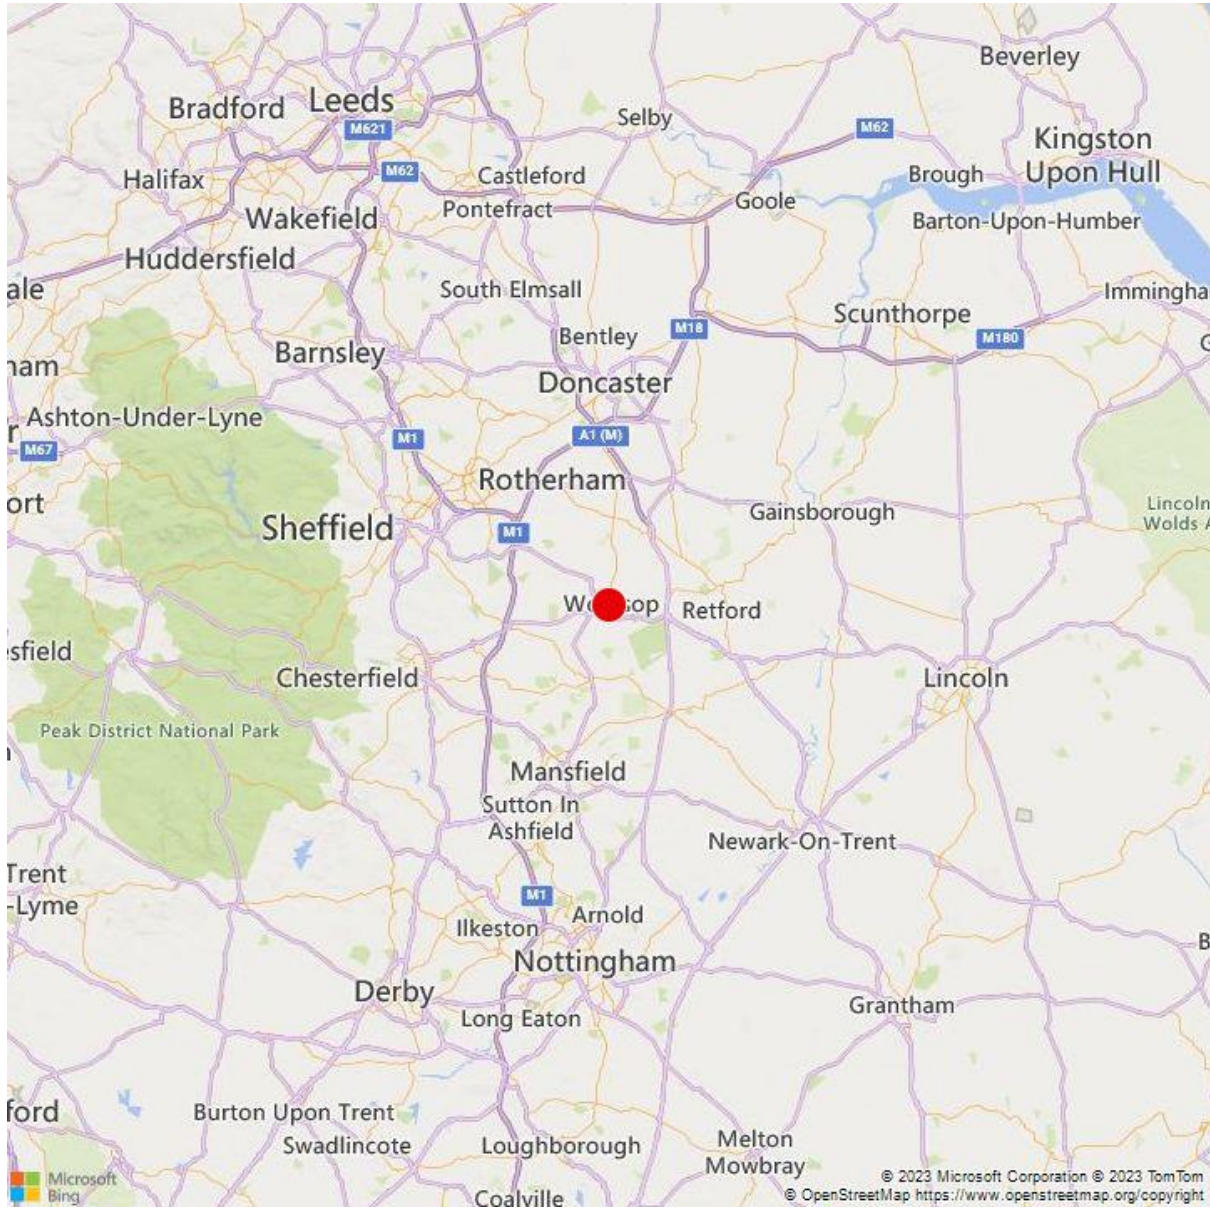 Beverley
Bradford
Leeds
M621
Selby
M62
Kingston
Upon Hull
M62
Halifax
Castleford
Brough
Wakefield
Pontefract
Goole
Barton-Upon-Humber
Huddersfield
ale
South Elmsall
Immingha
Scunthorpe
Bentley
M18
M180
G
Barnsley
ham
Doncaster
Ashton-Under-Lyne
r
M67
M1
A1 (M)
Rotherham
ort
Gainsborough
Lincoln
Wolds A
Sheffield
M1
W
sop
Retford
esfield
Chesterfield
Lincoln
Peak District National Park
Mansfield
Sutton In
Ashfield
Newark-On-Trent
Trent
-Lyme
M1
Arnold
Ilkeston
B
Nottingham
Derby
Grantham
Long Eaton
ford
Burton Upon Trent
Swadlincote
Loughborough
Melton
Mowbray
Coalville
Microsoft
Bing
© 2023 Microsoft Corporation © 2023 TomTom
© OpenStreetMap https://www.openstreetmap.org/copyright